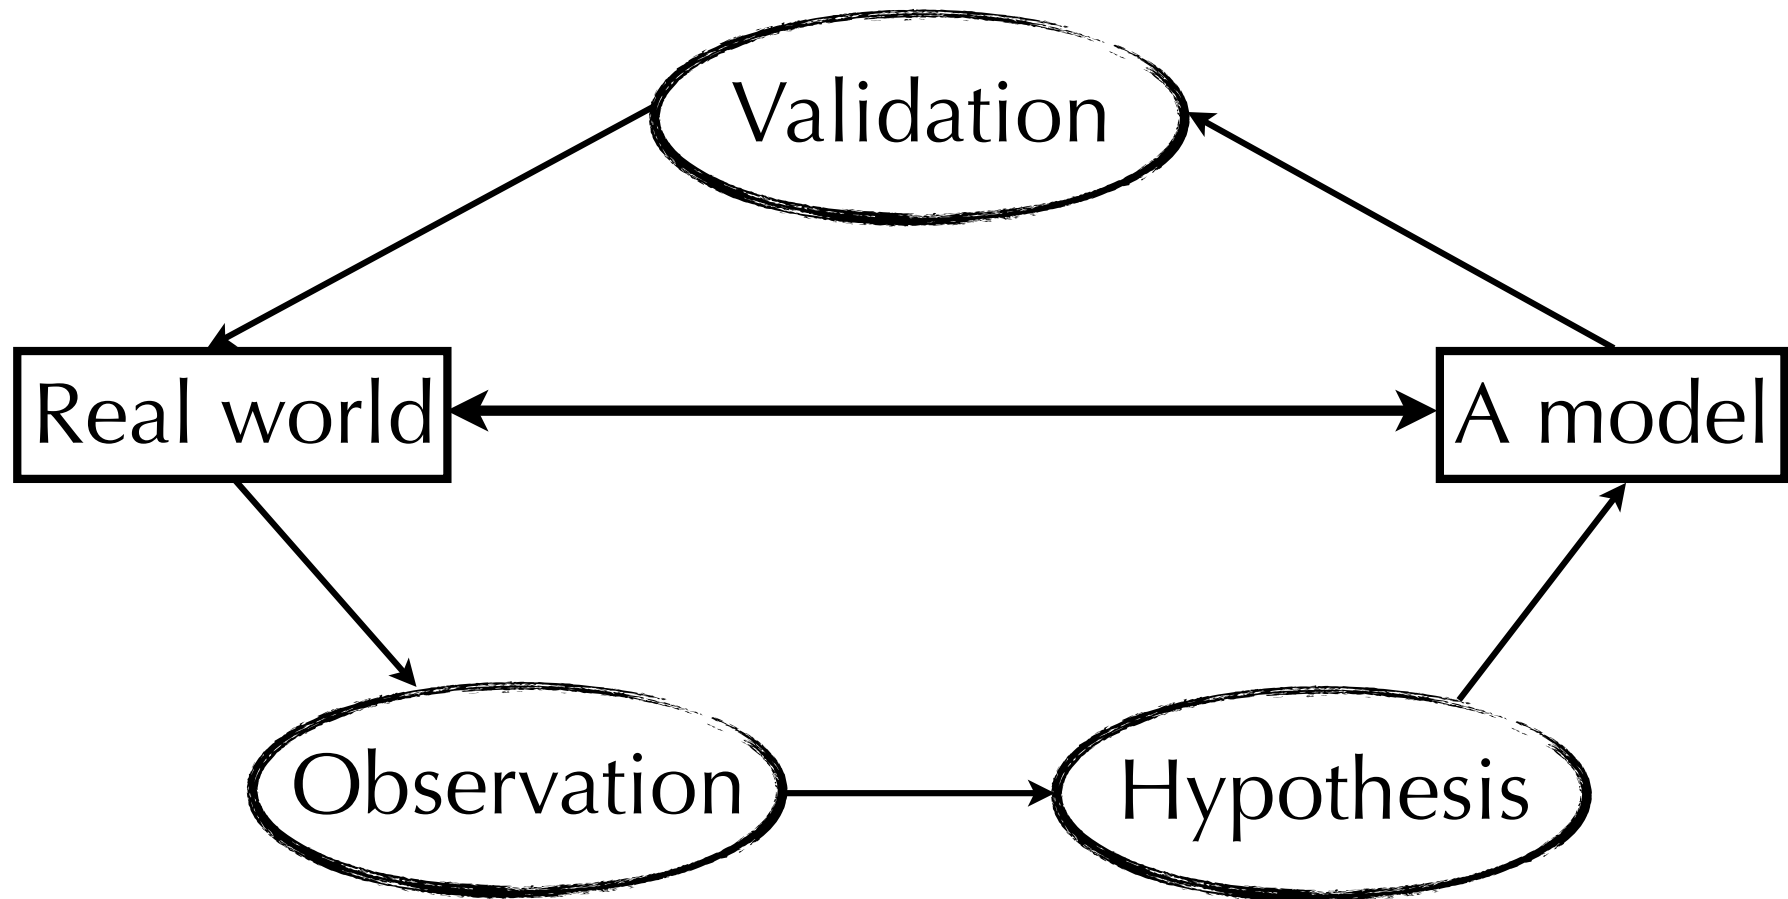 Validation
Real world
A model
Observation
Hypothesis